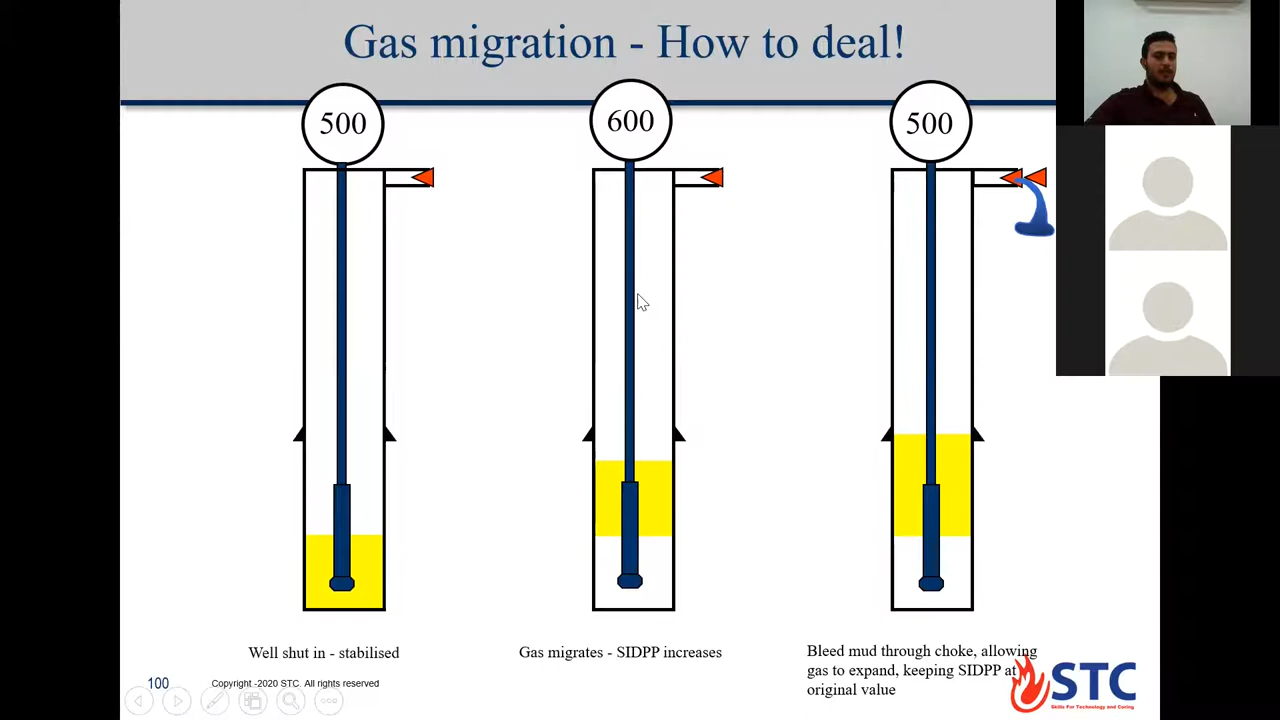 Gas migration - How to deal!
500
600
500
Well shut in - stabilised
Gas migrates - SIDPP increases
Bleed mud through choke, allowing
gas to expand, keeping SIDPP at
original value
100
Copyright -2020 STC. All rights reserved
STC
Skills For Technology and Caring.